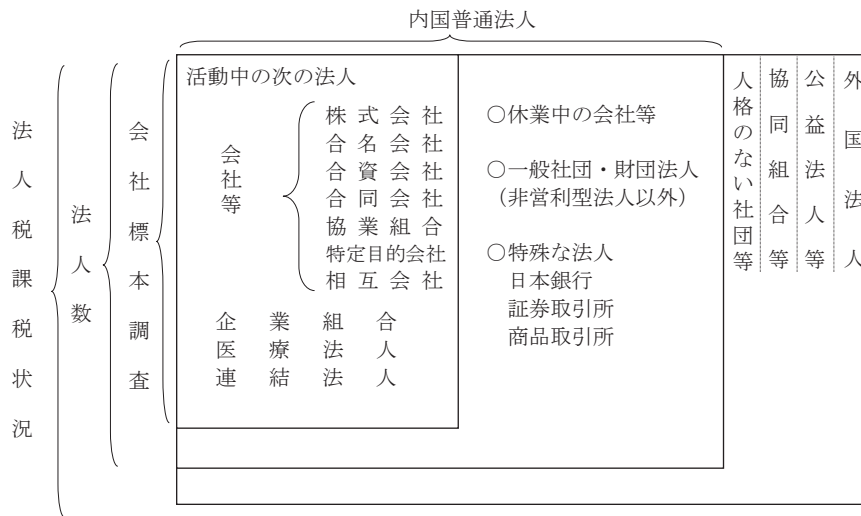 内国普通法人
法人税課税状況
法人数
会社標本調査
活動中の次の法人
会社等
株式会社
合名会社
合資会社
合同会社
協業組合
特定目的会社
相互会社
企業組合
医療法人
連結法人
○休業中の会社等
○一般社団・財団法人
（非営利型法人以外）
○特殊な法人
日本銀行
証券取引所
商品取引所
人格のない社団等
協同組合等
公益法人等
外国法人